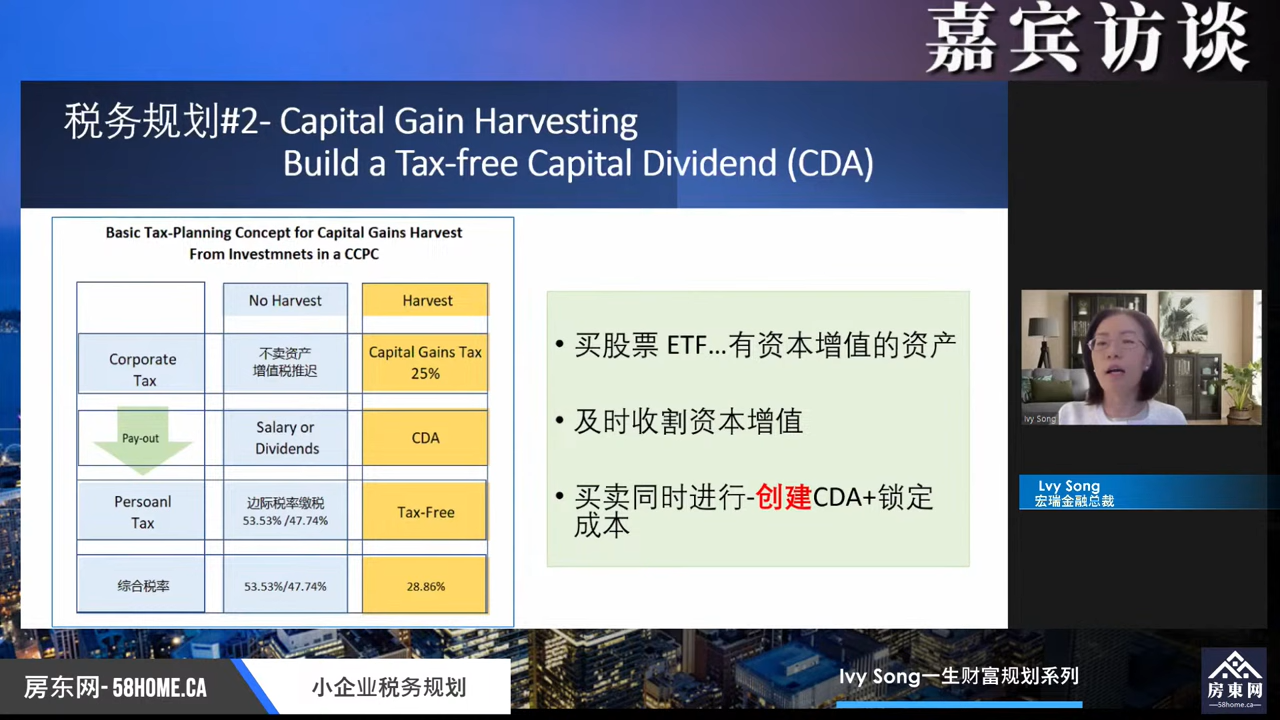 嘉宾访谈
税务规划#2- Capital Gain Harvesting
Build a Tax-free Capital Dividend (CDA)
Basic Tax-Planning Concept for Capital Gains Harvest
From Investmnets in a CCPC
No Harvest
Harvest
Corporate
Tax
不卖资产
增值税推迟
Capital Gains Tax
25%
Pay-out
Salary or
Dividends
CDA
Persoanl
Tax
边际税率缴税
53.53% /47.74%
Tax-Free
综合税率
53.53%/47.74%
28.86%
• 买股票 ETF...有资本增值的资产
• 及时收割资本增值
• 买卖同时进行-创建CDA+锁定
成本
Ivy Song
Lvy Song
宏瑞金融总裁
房东网- 58HOME.CA
小企业税务规划
Ivy Song一生财富规划系列
房東网
—58home.ca—